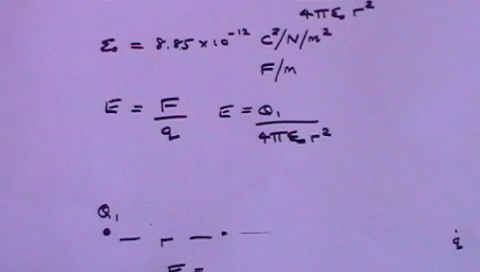 4πε₀ r²
ε₀ = 8.85 × 10⁻¹² C²/N/m²
F/m
E = F/q E = Q₁/4πε₀ r²
Q₁
r q
E =